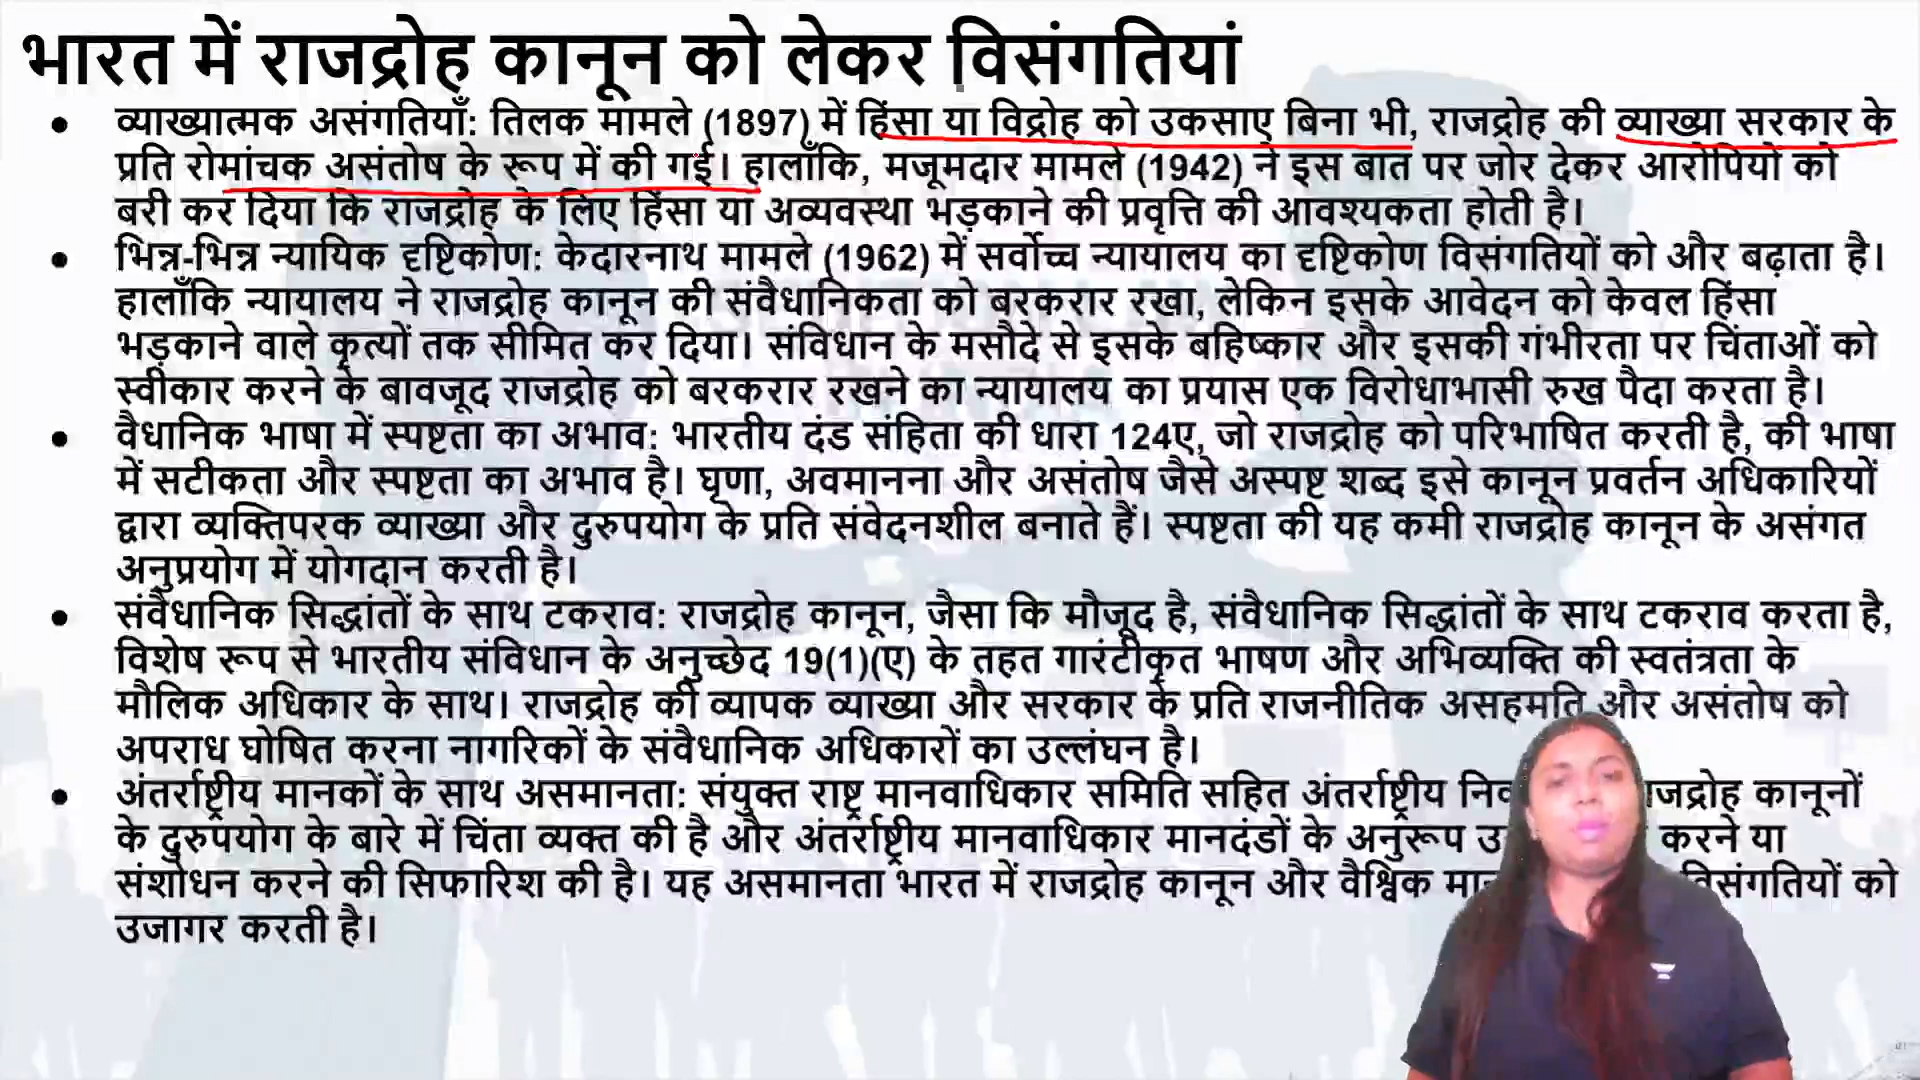 भारत में राजद्रोह कानून को लेकर विसंगतियां
• व्याख्यात्मक असंगतियाँ: तिलक मामले (1897) में हिंसा या विद्रोह को उकसाए बिना भी, राजद्रोह की व्याख्या सरकार के
प्रति रोमांचक असंतोष के रूप में की गई। हालाँकि, मजूमदार मामले (1942) ने इस बात पर जोर देकर आरोपियों को
बरी कर दिया कि राजद्रोह के लिए हिंसा या अव्यवस्था भड़काने की प्रवृत्ति की आवश्यकता होती है।
• भिन्न-भिन्न न्यायिक दृष्टिकोण: केदारनाथ मामले (1962) में सर्वोच्च न्यायालय का दृष्टिकोण विसंगतियों को और बढ़ाता है।
हालाँकि न्यायालय ने राजद्रोह कानून की संवैधानिकता को बरकरार रखा, लेकिन इसके आवेदन को केवल हिंसा
भड़काने वाले कृत्यों तक सीमित कर दिया। संविधान के मसौदे से इसके बहिष्कार और इसकी गंभीरता पर चिंताओं को
स्वीकार करने के बावजूद राजद्रोह को बरकरार रखने का न्यायालय का प्रयास एक विरोधाभासी रुख पैदा करता है।
• वैधानिक भाषा में स्पष्टता का अभाव: भारतीय दंड संहिता की धारा 124ए, जो राजद्रोह को परिभाषित करती है, की भाषा
में सटीकता और स्पष्टता का अभाव है। घृणा, अवमानना और असंतोष जैसे अस्पष्ट शब्द इसे कानून प्रवर्तन अधिकारियों
द्वारा व्यक्तिपरक व्याख्या और दुरुपयोग के प्रति संवेदनशील बनाते हैं। स्पष्टता की यह कमी राजद्रोह कानून के असंगत
अनुप्रयोग में योगदान करती है।
• संवैधानिक सिद्धांतों के साथ टकराव: राजद्रोह कानून, जैसा कि मौजूद है, संवैधानिक सिद्धांतों के साथ टकराव करता है,
विशेष रूप से भारतीय संविधान के अनुच्छेद 19(1)(ए) के तहत गारंटीकृत भाषण और अभिव्यक्ति की स्वतंत्रता के
मौलिक अधिकार के साथ। राजद्रोह की व्यापक व्याख्या और सरकार के प्रति राजनीतिक असहमति और असंतोष को
अपराध घोषित करना नागरिकों के संवैधानिक अधिकारों का उल्लंघन है।
• अंतर्राष्ट्रीय मानकों के साथ असमानता: संयुक्त राष्ट्र मानवाधिकार समिति सहित अंतर्राष्ट्रीय कानूनों
के दुरुपयोग के बारे में चिंता व्यक्त की है और अंतर्राष्ट्रीय मानवाधिकार मानदंडों के अनुरूप करने या
संशोधन करने की सिफारिश की है। यह असमानता भारत में राजद्रोह कानून और वैश्विक विसंगतियों को
उजागर करती है।